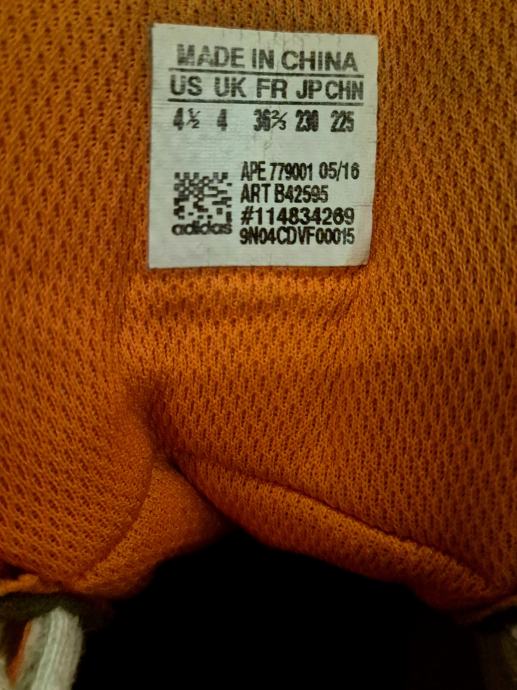 MADE IN CHINA
US UK FR JP CHN
4½ 4 36⅔ 230 225
APE 779001 05/16
ART B42595
#114834269
adidas 9N04CDVF00015